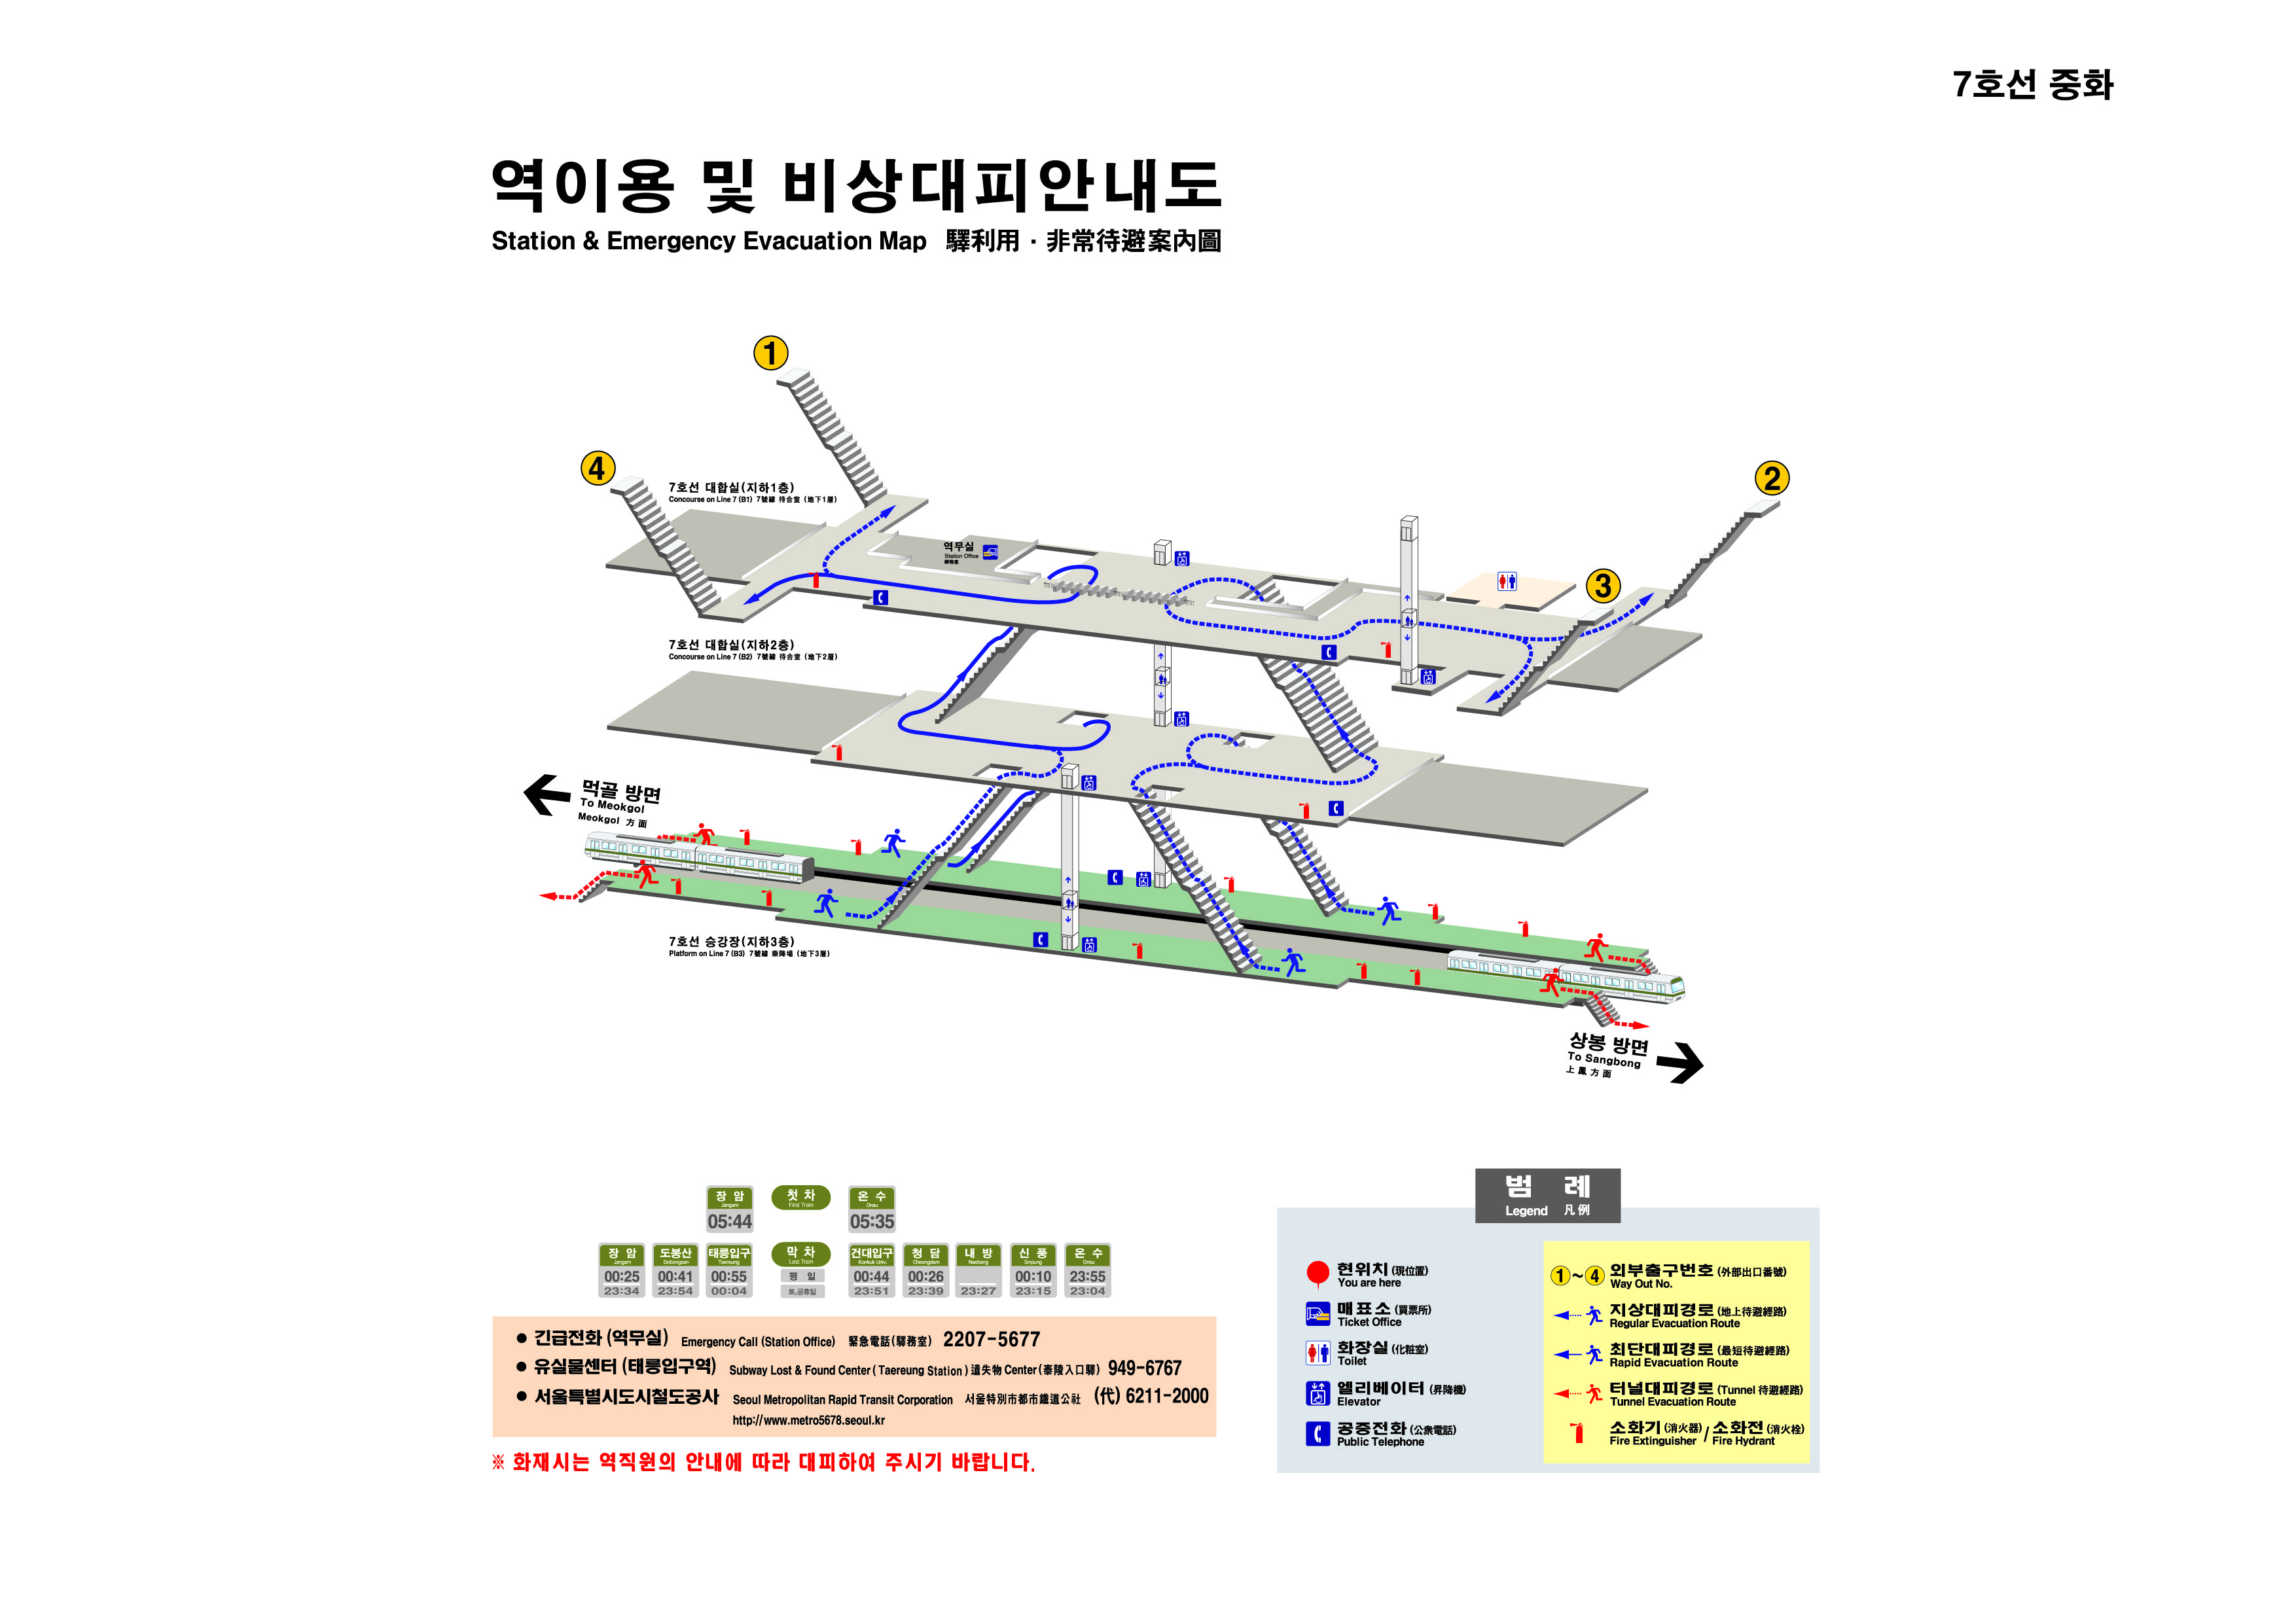 7호선 중화
역이용 및 비상대피안내도
Station & Emergency Evacuation Map 驛利用 · 非常待避案內圖
1
4
2
3
7호선 대합실(지하1층)
Concourse on Line 7 (B1) 7號線 待合室 (地下1層)
역무실
Station Office
驛務室
7호선 대합실(지하2층)
Concourse on Line 7 (B2) 7號線 待合室 (地下2層)
먹골 방면
To Meokgol
Meokgol 方面
7호선 승강장(지하3층)
Platform on Line 7 (B3) 7號線 乘降場 (地下3層)
상봉 방면
To Sangbong
上鳳方面
장 암 첫 차 온 수
Jangam First Train Onsu
05:44 05:35
장 암 도봉산 태릉입구 막 차 건대입구 청 담 내 방 신 풍 온 수
Jangam Dobongsan Taereung Last Train Konkuk Univ. Cheongdam Naebang Sinpung Onsu
00:25 00:41 00:55 평 일 00:44 00:26 00:10 23:55
23:34 23:54 00:04 토,공휴일 23:51 23:39 23:27 23:15 23:04
● 긴급전화 (역무실) Emergency Call (Station Office) 緊急電話(驛務室) 2207-5677
● 유실물센터 (태릉입구역) Subway Lost & Found Center ( Taereung Station ) 遺失物 Center (泰陵入口驛) 949-6767
● 서울특별시도시철도공사 Seoul Metropolitan Rapid Transit Corporation 서울特別市都市鐵道公社 (代) 6211-2000
http://www.metro5678.seoul.kr
※ 화재시는 역직원의 안내에 따라 대피하여 주시기 바랍니다.
범 례
Legend 凡例
현위치 (現位置)
You are here
매표소 (買票所)
Ticket Office
화장실 (化粧室)
Toilet
엘리베이터 (昇降機)
Elevator
공중전화 (公衆電話)
Public Telephone
1~4 외부출구번호 (外部出口番號)
Way Out No.
지상대피경로 (地上待避經路)
Regular Evacuation Route
최단대피경로 (最短待避經路)
Rapid Evacuation Route
터널대피경로 (Tunnel 待避經路)
Tunnel Evacuation Route
소화기 (消火器) / 소화전 (消火栓)
Fire Extinguisher / Fire Hydrant